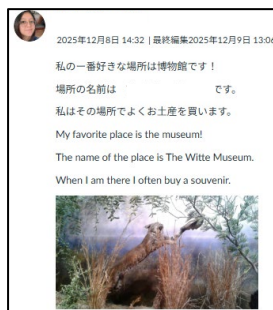 2025年12月8日 14:32 | 最終編集2025年12月9日 13:06
私の一番好きな場所は博物館です！
場所の名前は です。
私はその場所でよくお土産を買います。
My favorite place is the museum!
The name of the place is The Witte Museum.
When I am there I often buy a souvenir.